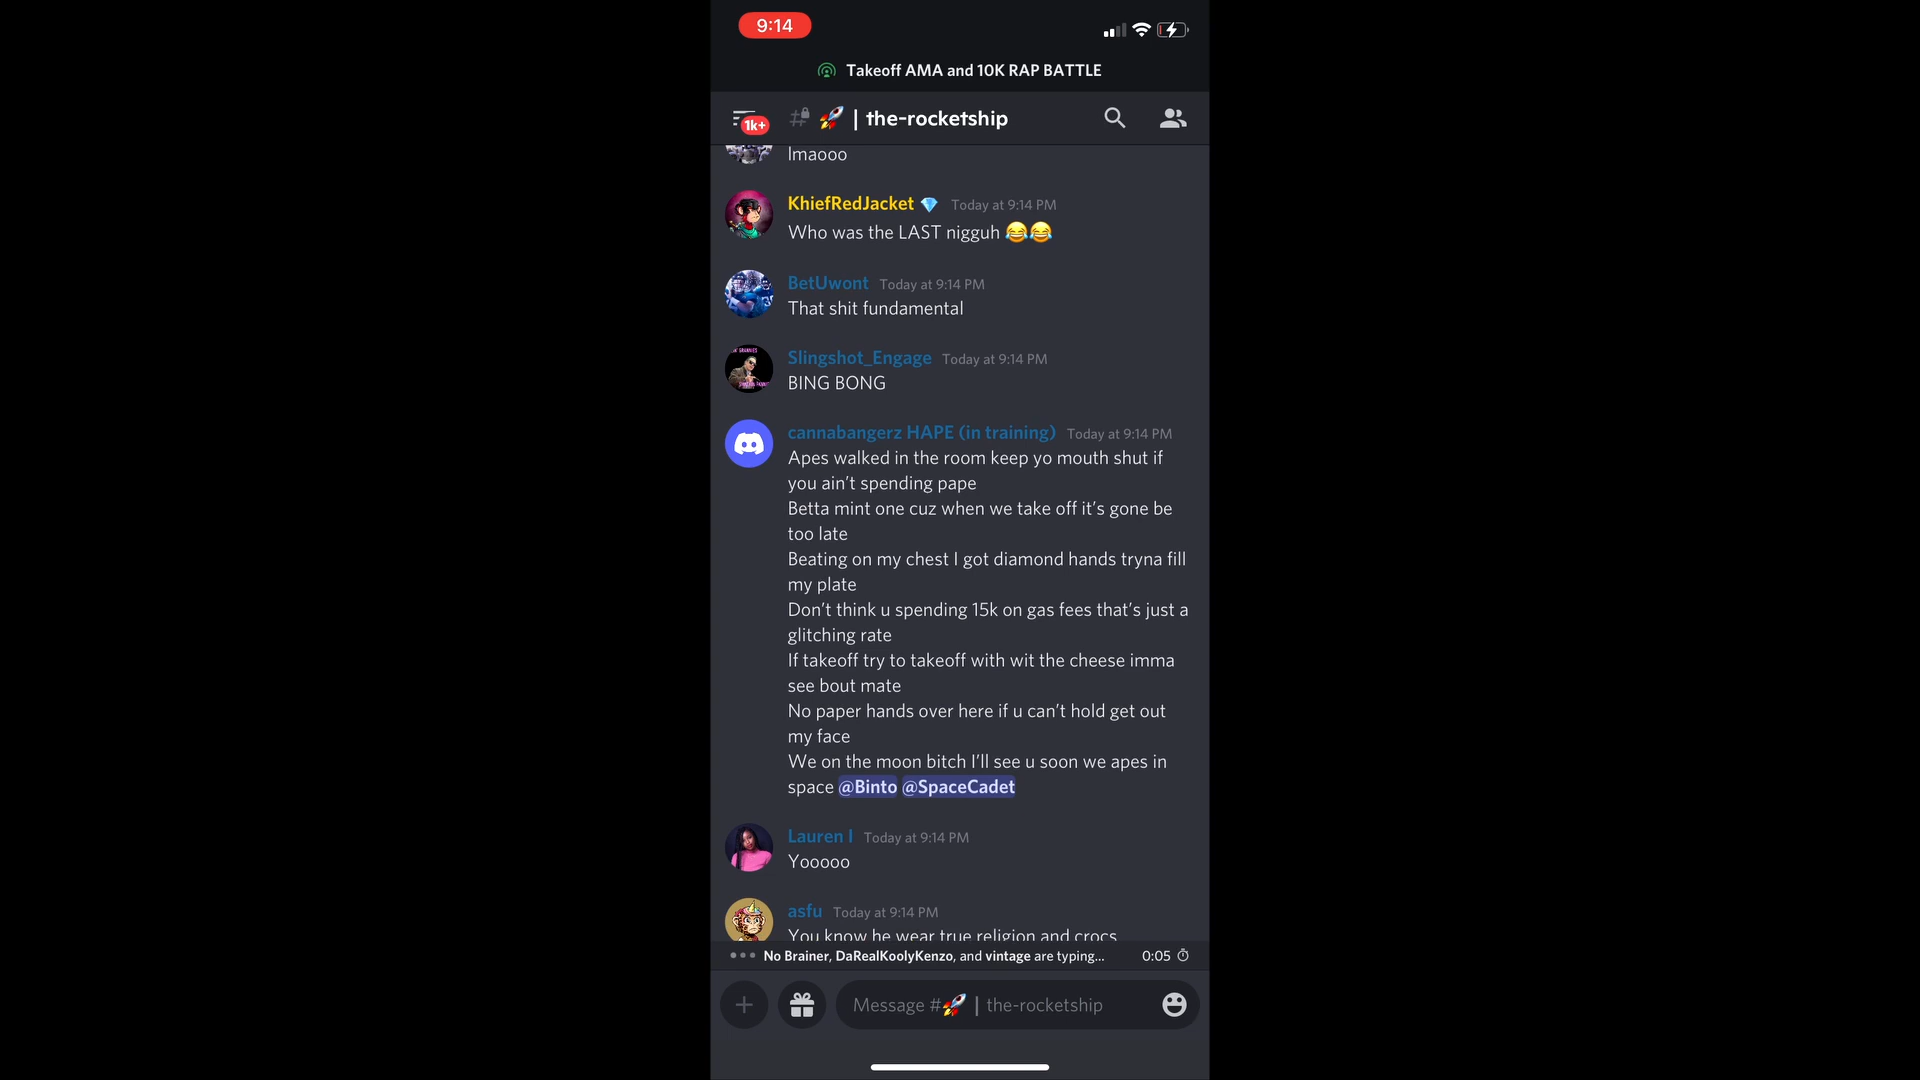 9:14
Takeoff AMA and 10K RAP BATTLE
1k+
# 🚀 | the-rocketship
lmaooo
KhiefRedJacket 💎 Today at 9:14 PM
Who was the LAST nigguh 😂😂
BetUwont Today at 9:14 PM
That shit fundamental
Slingshot_Engage Today at 9:14 PM
BING BONG
cannabangerz HAPE (in training) Today at 9:14 PM
Apes walked in the room keep yo mouth shut if
you ain't spending pape
Betta mint one cuz when we take off it's gone be
too late
Beating on my chest I got diamond hands tryna fill
my plate
Don't think u spending 15k on gas fees that's just a
glitching rate
If takeoff try to takeoff with wit the cheese imma
see bout mate
No paper hands over here if u can't hold get out
my face
We on the moon bitch I'll see u soon we apes in
space @Binto @SpaceCadet
Lauren I Today at 9:14 PM
Yooooo
asfu Today at 9:14 PM
You know he wear true religion and crocs
No Brainer, DaRealKoolyKenzo, and vintage are typing... 0:05
Message #🚀 | the-rocketship